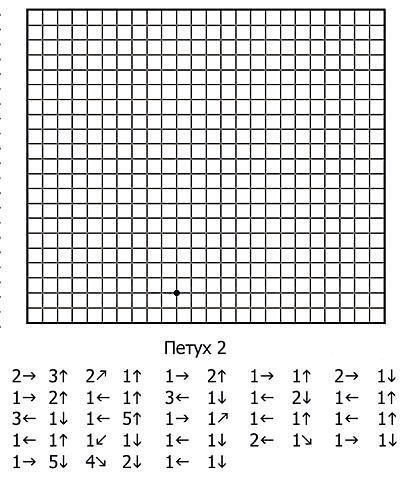 Петух 2
2→ 3↑ 2↗ 1↑ 1→ 2↑ 1→ 1↑ 2→ 1↓
1→ 2↑ 1← 1↑ 3← 1↓ 1← 2↓ 1← 1↑
3← 1↓ 1← 5↑ 1→ 1↗ 1← 1↑ 1← 1↑
1← 1↑ 1↙ 1↓ 1← 1↓ 2← 1↘ 1→ 1↓
1→ 5↓ 4↘ 2↓ 1← 1↓